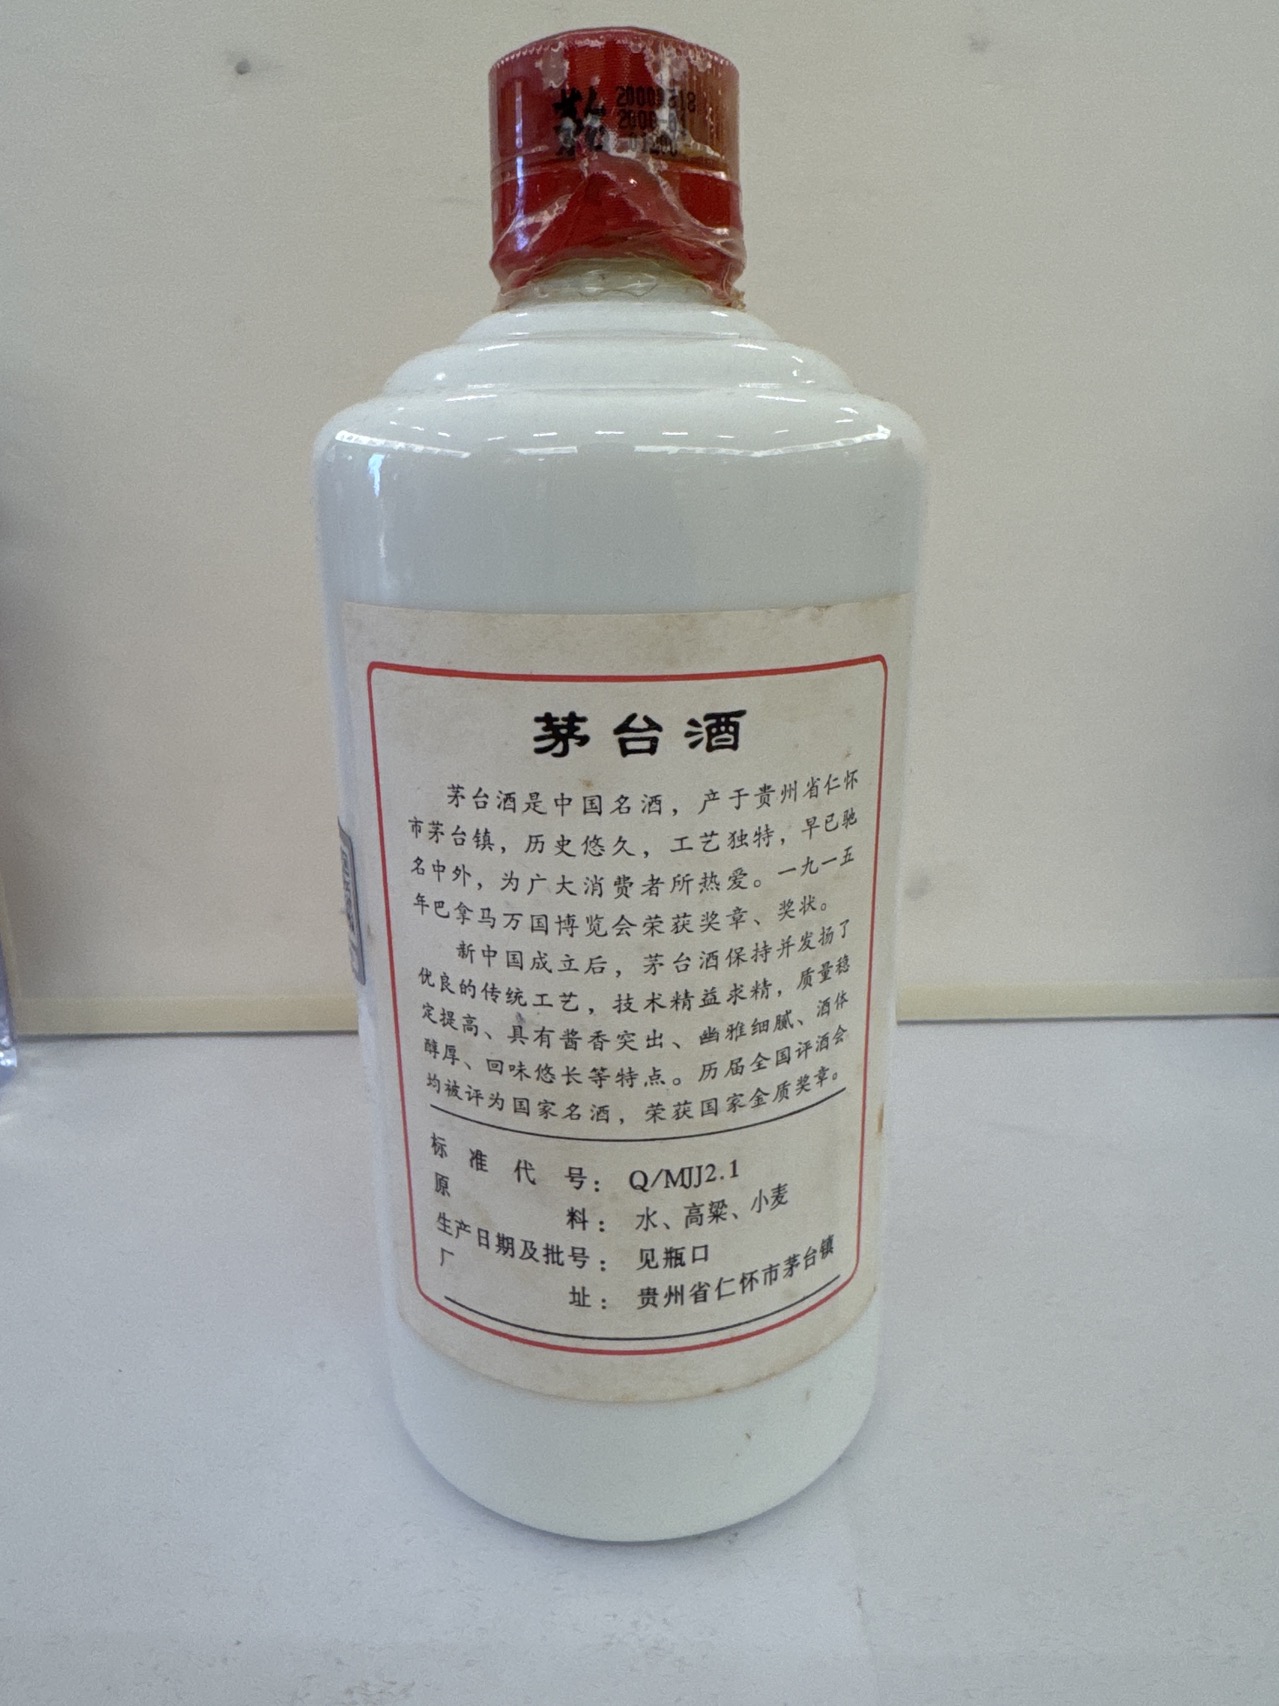 茅台酒
茅台酒是中国名酒，产于贵州省仁怀
市茅台镇，历史悠久，工艺独特，早已驰
名中外，为广大消费者所热爱。一九一五
年巴拿马万国博览会荣获奖章、奖状。
新中国成立后，茅台酒保持并发扬了
优良的传统工艺，技术精益求精，质量稳
定提高、具有酱香突出、幽雅细腻、酒体
醇厚、回味悠长等特点。历届全国评酒会
均被评为国家名酒，荣获国家金质奖章。
标准代号：Q/MJJ2.1
原料：水、高粱、小麦
生产日期及批号：见瓶口
厂址：贵州省仁怀市茅台镇